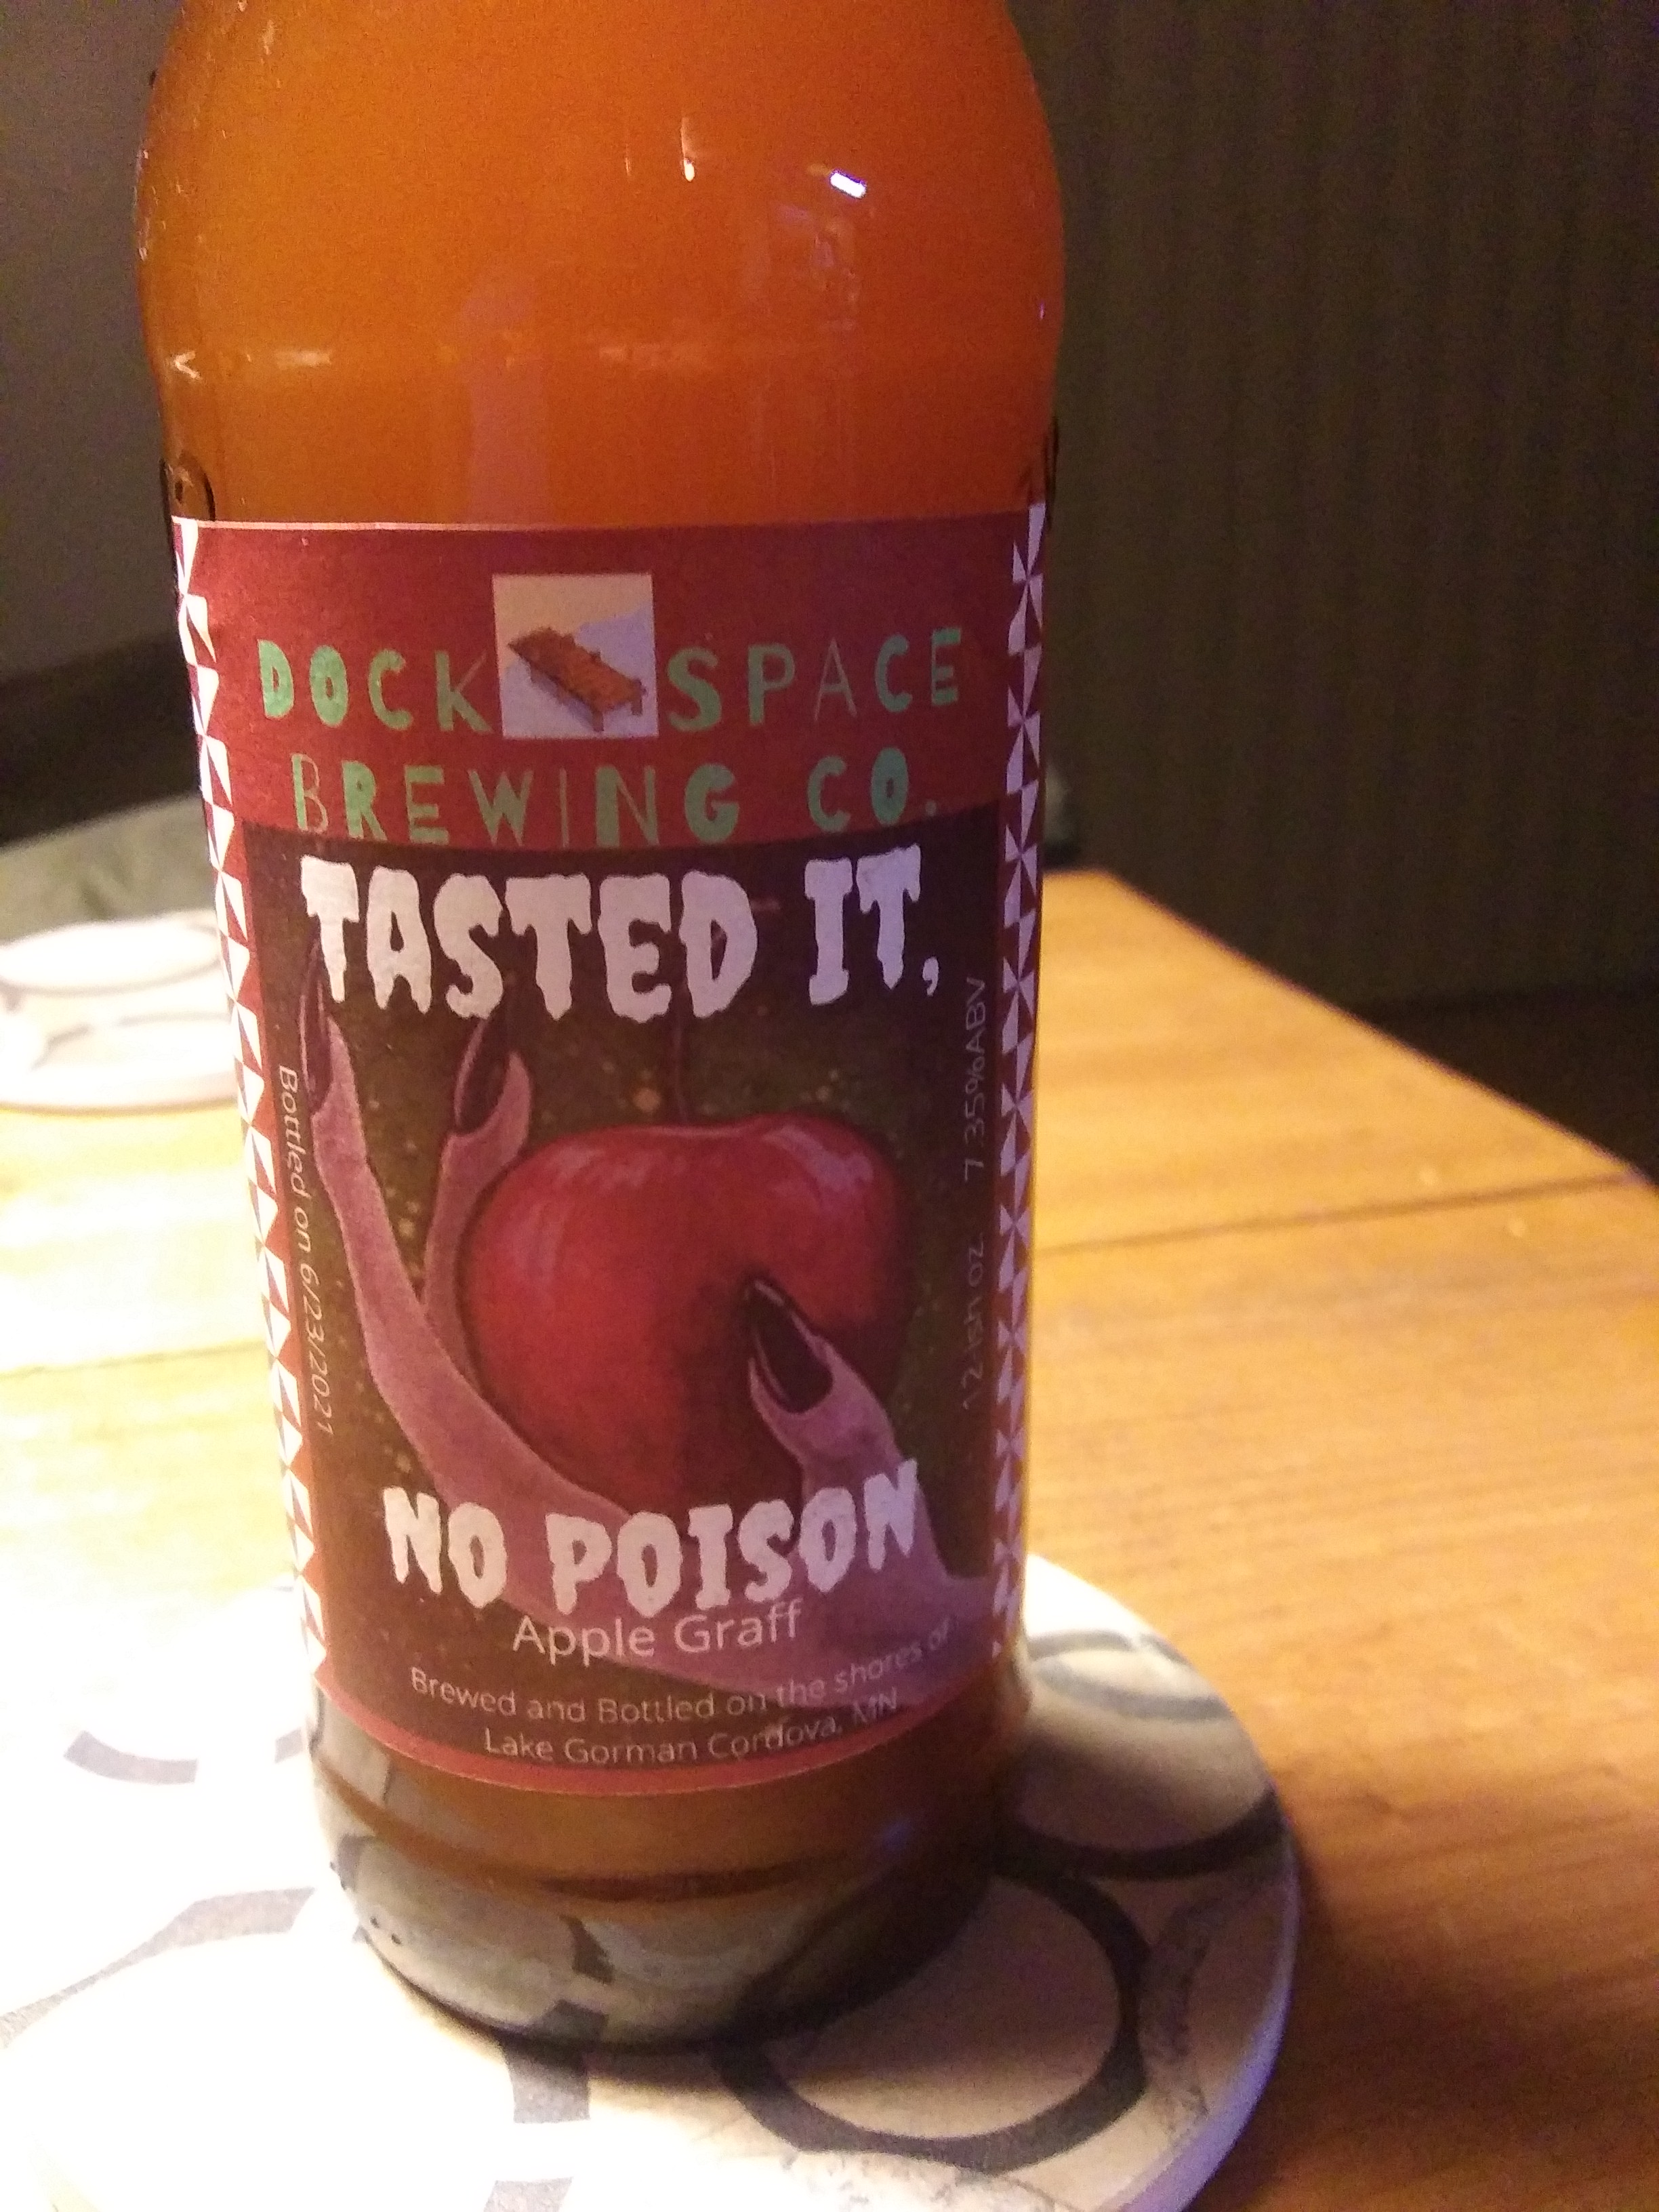 DOCK SPACE
BREWING CO.
TASTED IT,
Bottled on 6/23/2021
12 ish oz. 7.35%ABV
NO POISON
Apple Graff
Brewed and Bottled on the shores of
Lake Gorman Cordova, MN